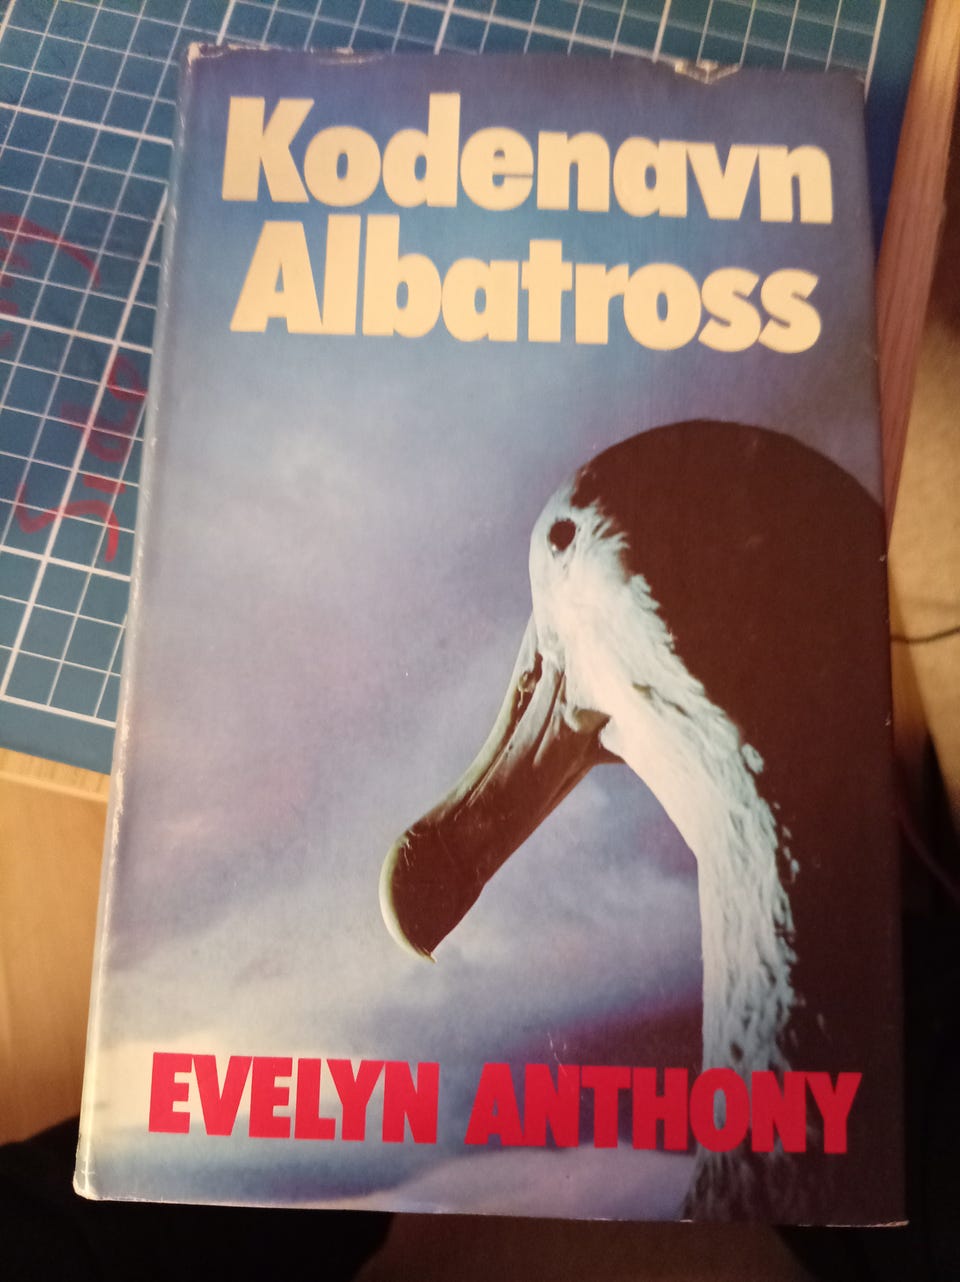 Kodenavn
Albatross
EVELYN ANTHONY